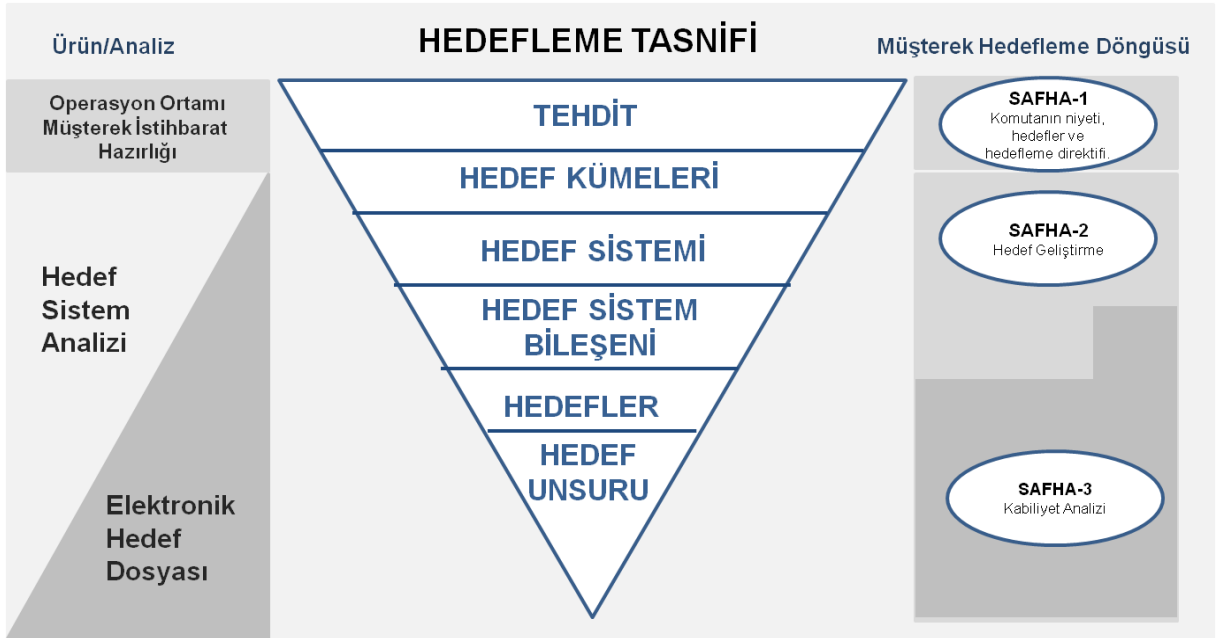 Ürün/Analiz
HEDEFLEME TASNİFİ
Müşterek Hedefleme Döngüsü
Operasyon Ortamı
Müşterek İstihbarat
Hazırlığı
Hedef
Sistem
Analizi
Elektronik
Hedef
Dosyası
TEHDİT
HEDEF KÜMELERİ
HEDEF SİSTEMİ
HEDEF SİSTEM
BİLEŞENİ
HEDEFLER
HEDEF
UNSURU
SAFHA-1
Komutanın niyeti,
hedefler ve
hedefleme direktifi.
SAFHA-2
Hedef Geliştirme
SAFHA-3
Kabiliyet Analizi